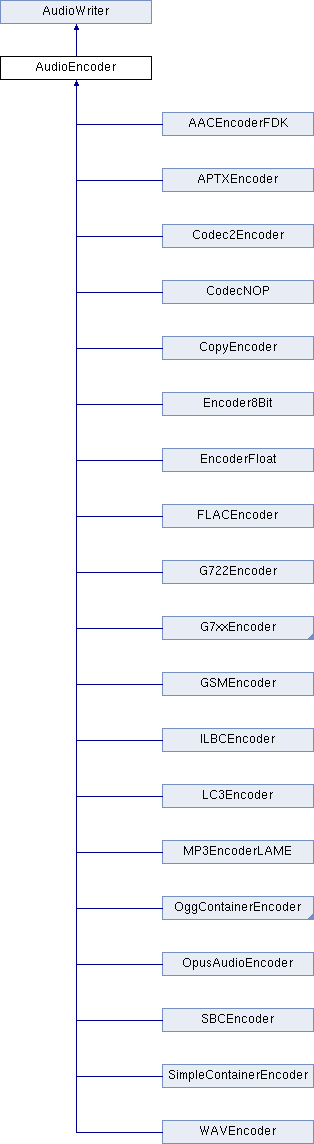 AudioWriter
AudioEncoder
AACEncoderFDK
APTXEncoder
Codec2Encoder
CodecNOP
CopyEncoder
Encoder8Bit
EncoderFloat
FLACEncoder
G722Encoder
G7xxEncoder
GSMEncoder
ILBCEncoder
LC3Encoder
MP3EncoderLAME
OggContainerEncoder
OpusAudioEncoder
SBCEncoder
SimpleContainerEncoder
WAVEncoder